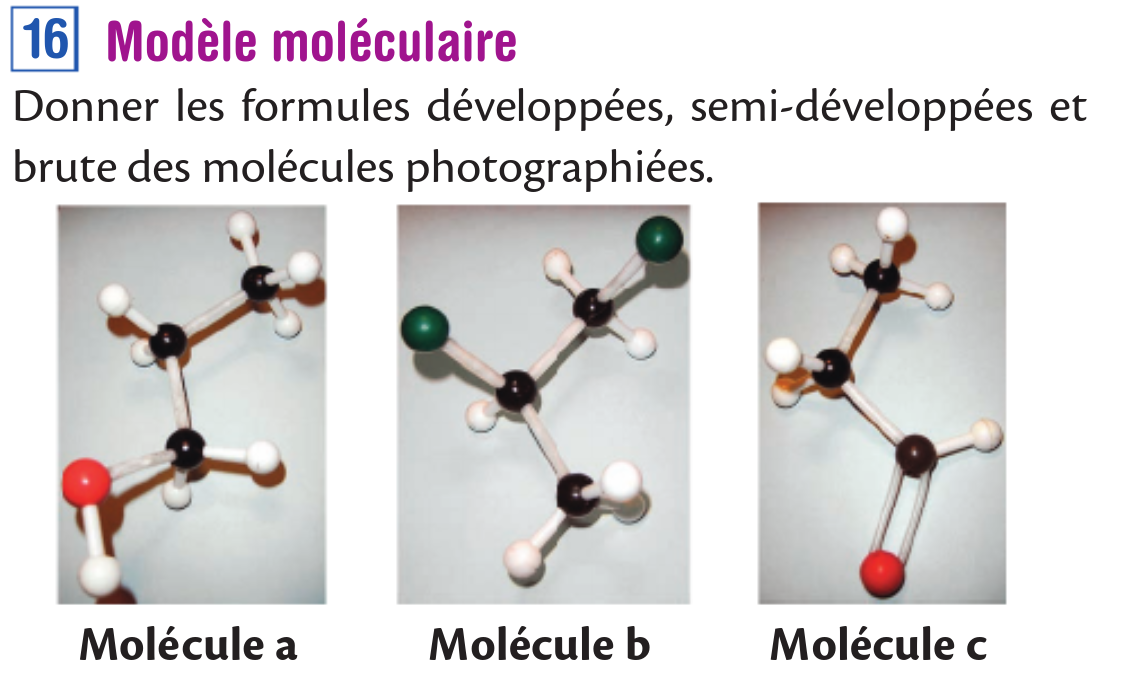 16 Modèle moléculaire
Donner les formules développées, semi-développées et
brute des molécules photographiées.
Molécule a
Molécule b
Molécule c